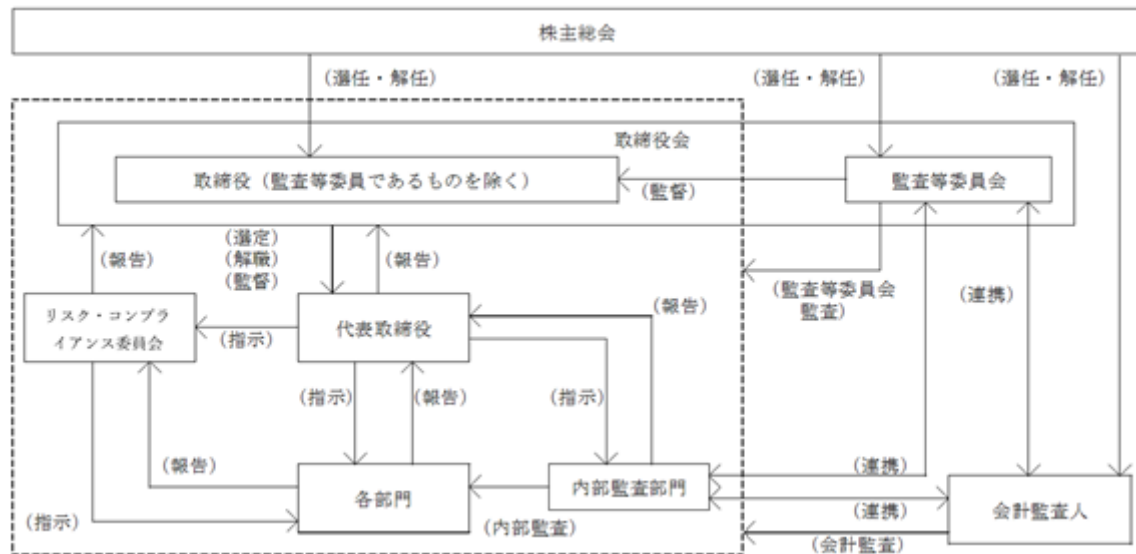 株主総会
（選任・解任）
（選任・解任）
（選任・解任）
取締役会
取締役（監査等委員であるものを除く）
（監督）
監査等委員会
（報告）
（選定）
（解職）
（監督）
（報告）
（監査等委員会
監査）
（連携）
リスク・コンプラ
イアンス委員会
（指示）
代表取締役
（報告）
（指示）
（報告）
（指示）
（報告）
各部門
内部監査部門
（連携）
（連携）
会計監査人
（指示）
（内部監査）
（会計監査）